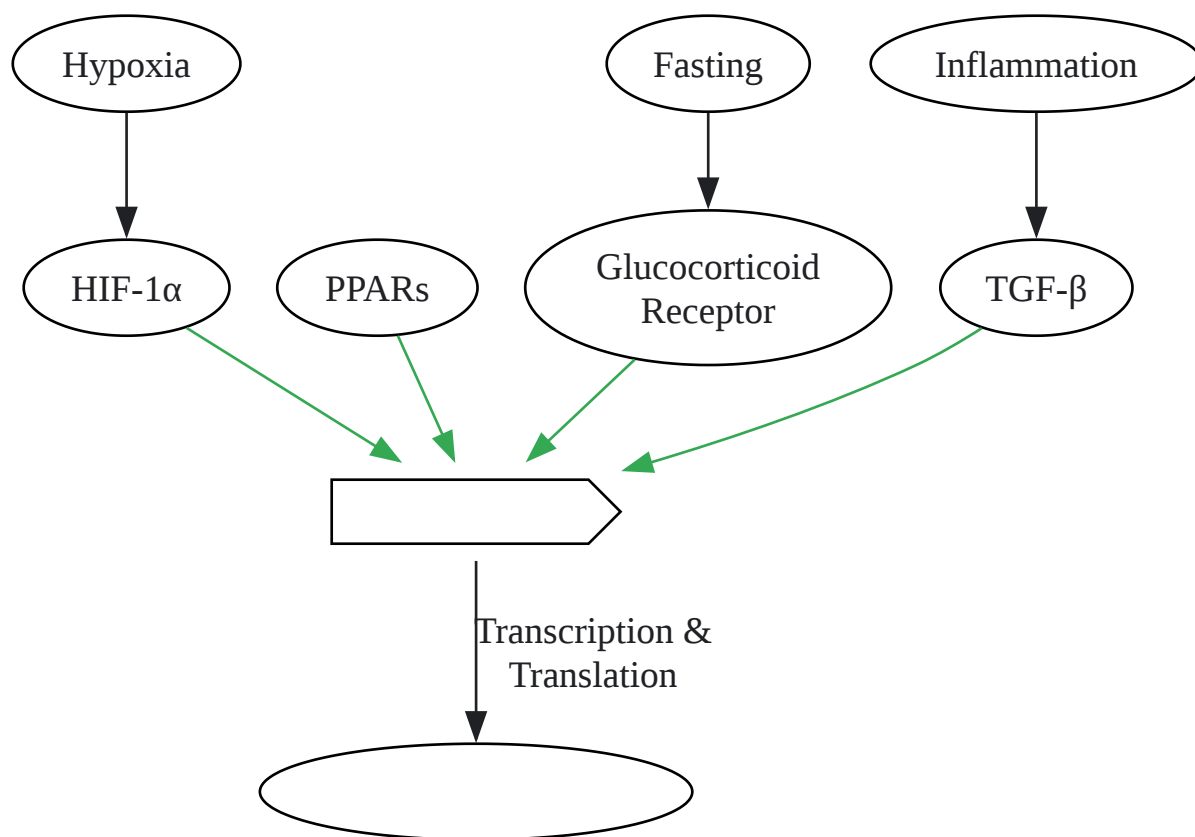 Hypoxia
Fasting
Inflammation
HIF-1α
PPARs
Glucocorticoid
Receptor
TGF-β
Transcription &
Translation